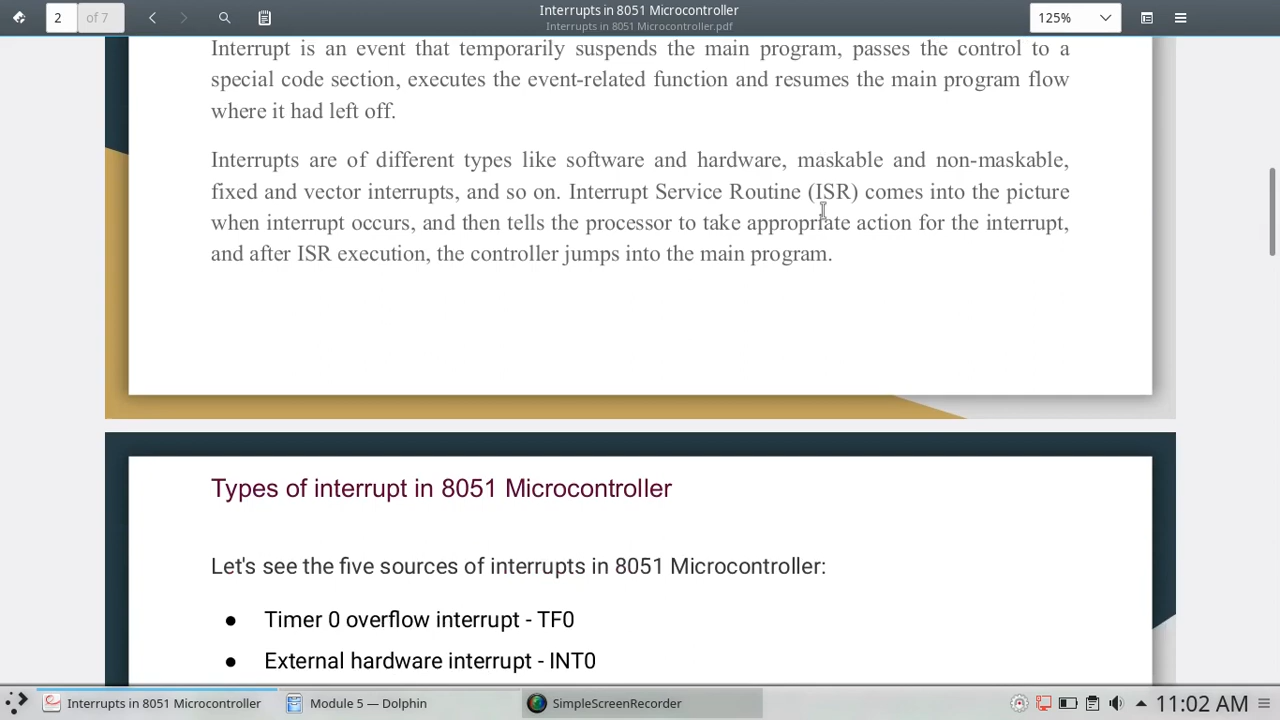 Interrupts in 8051 Microcontroller
Interrupts in 8051 Microcontroller.pdf
2 of 7
125%
Interrupt is an event that temporarily suspends the main program, passes the control to a
special code section, executes the event-related function and resumes the main program flow
where it had left off.
Interrupts are of different types like software and hardware, maskable and non-maskable,
fixed and vector interrupts, and so on. Interrupt Service Routine (ISR) comes into the picture
when interrupt occurs, and then tells the processor to take appropriate action for the interrupt,
and after ISR execution, the controller jumps into the main program.
Types of interrupt in 8051 Microcontroller
Let's see the five sources of interrupts in 8051 Microcontroller:
● Timer 0 overflow interrupt - TF0
● External hardware interrupt - INT0
Interrupts in 8051 Microcontroller
Module 5 — Dolphin
SimpleScreenRecorder
11:02 AM